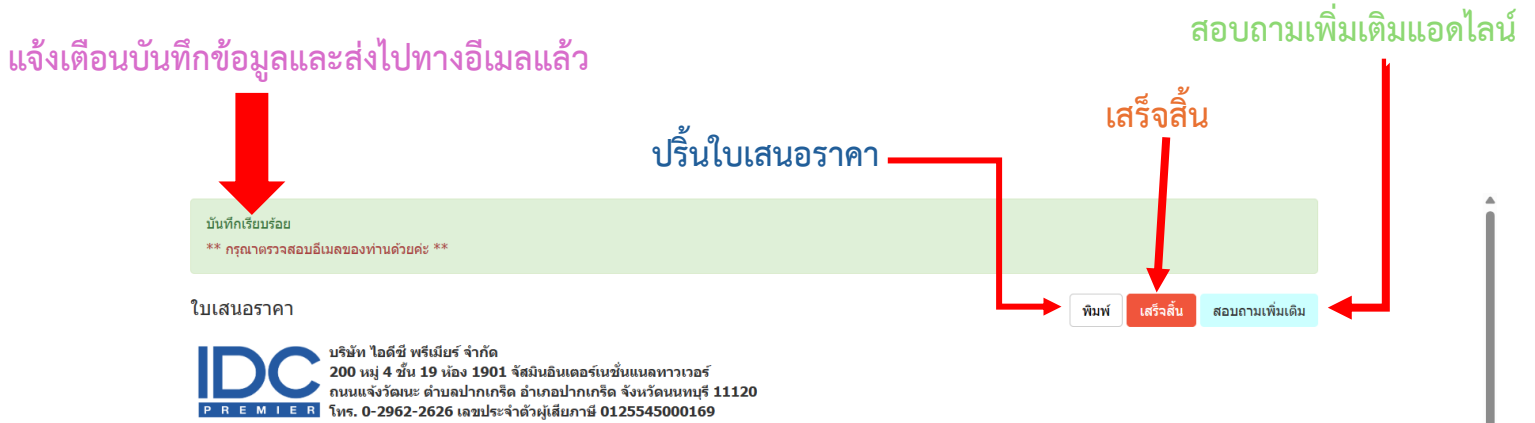 สอบถามเพิ่มเติมแอดไลน์
แจ้งเตือนบันทึกข้อมูลและส่งไปทางอีเมลแล้ว
เสร็จสิ้น
ปริ้นใบเสนอราคา
บันทึกเรียบร้อย
** กรุณาตรวจสอบอีเมลของท่านด้วยค่ะ **
ใบเสนอราคา
พิมพ์ เสร็จสิ้น สอบถามเพิ่มเติม
IDC
PREMIER
บริษัท ไอดีซี พรีเมียร์ จำกัด
200 หมู่ 4 ชั้น 19 ห้อง 1901 จัสมินอินเตอร์เนชั่นแนลทาวเวอร์
ถนนแจ้งวัฒนะ ตำบลปากเกร็ด อำเภอปากเกร็ด จังหวัดนนทบุรี 11120
โทร. 0-2962-2626 เลขประจำตัวผู้เสียภาษี 0125545000169